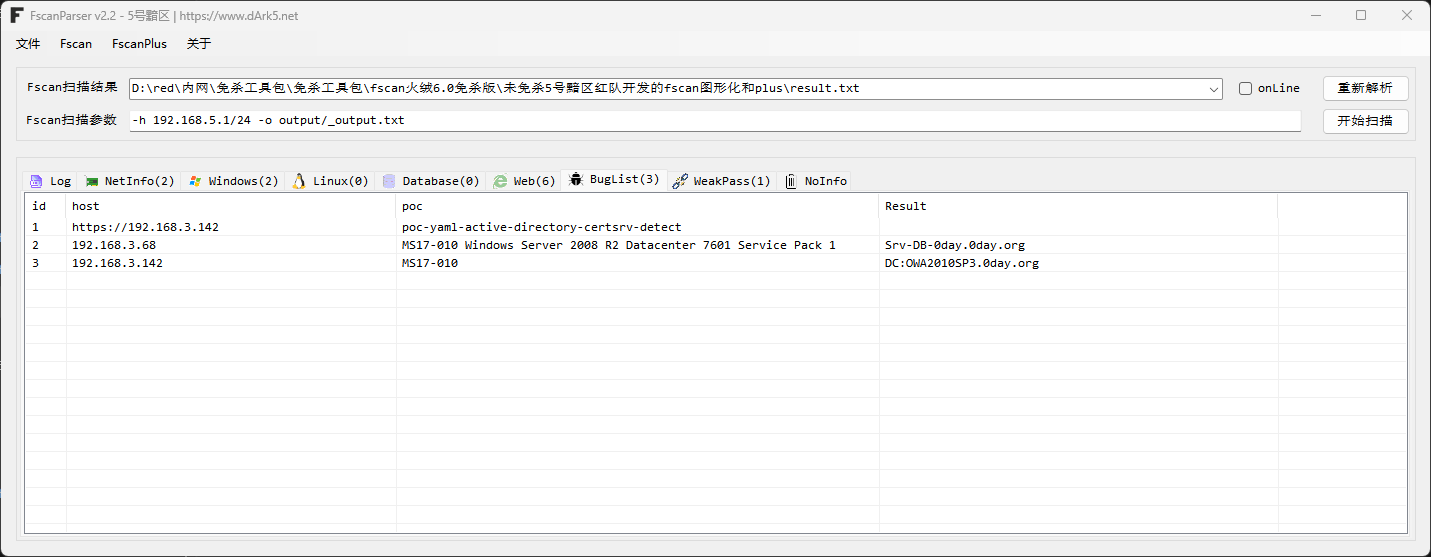 FscanParser v2.2 - 5号黯区 | https://www.dArk5.net
文件 Fscan FscanPlus 关于
Fscan扫描结果 D:\red\内网\免杀工具包\免杀工具包\fscan火绒6.0免杀版\未免杀5号黯区红队开发的fscan图形化和plus\result.txt onLine 重新解析
Fscan扫描参数 -h 192.168.5.1/24 -o output/_output.txt 开始扫描
Log NetInfo(2) Windows(2) Linux(0) Database(0) Web(6) BugList(3) WeakPass(1) NoInfo
id host poc Result
1 https://192.168.3.142 poc-yaml-active-directory-certsrv-detect
2 192.168.3.68 MS17-010 Windows Server 2008 R2 Datacenter 7601 Service Pack 1 Srv-DB-0day.0day.org
3 192.168.3.142 MS17-010 DC:OWA2010SP3.0day.org